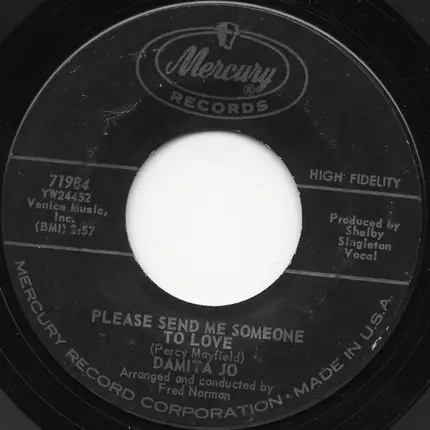 Mercury
®
RECORDS
71984
YW24452
Venice Music,
Inc.
(BMI) 2:57
HIGH FIDELITY
Produced by
Shelby
Singleton
Vocal
PLEASE SEND ME SOMEONE
TO LOVE
(Percy Mayfield)
DAMITA JO
Arranged and conducted by
Fred Norman
MERCURY RECORD CORPORATION • MADE IN U.S.A.